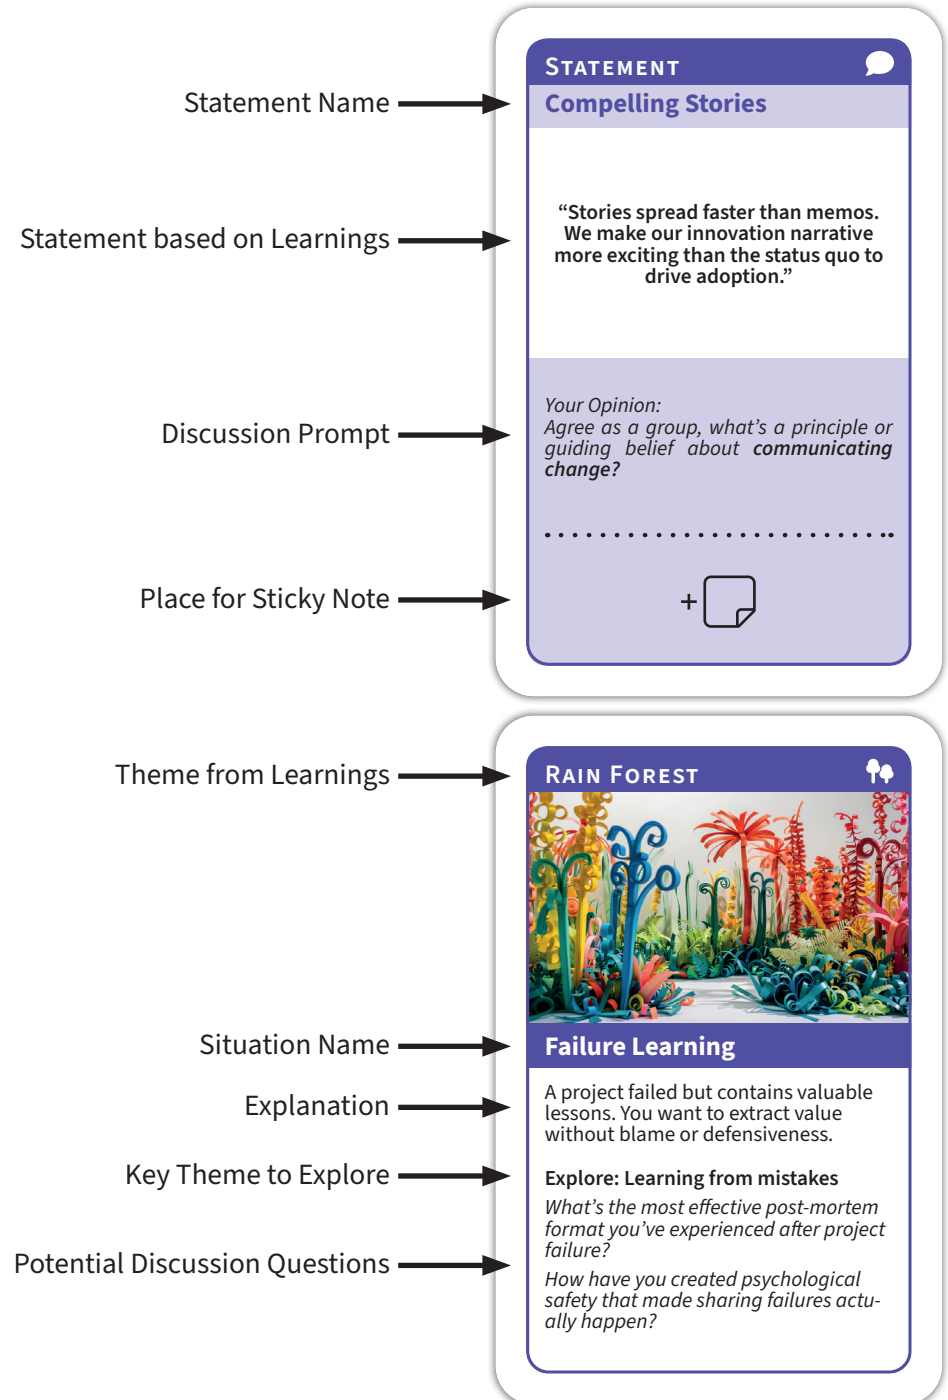 STATEMENT
Statement Name
Compelling Stories
Statement based on Learnings
“Stories spread faster than memos.
We make our innovation narrative
more exciting than the status quo to
drive adoption.”
Discussion Prompt
Your Opinion:
Agree as a group, what’s a principle or
guiding belief about communicating
change?
Place for Sticky Note
+
Theme from Learnings
RAIN FOREST
Situation Name
Failure Learning
Explanation
A project failed but contains valuable
lessons. You want to extract value
without blame or defensiveness.
Key Theme to Explore
Explore: Learning from mistakes
Potential Discussion Questions
What’s the most effective post-mortem
format you’ve experienced after project
failure?
How have you created psychological
safety that made sharing failures actu-
ally happen?